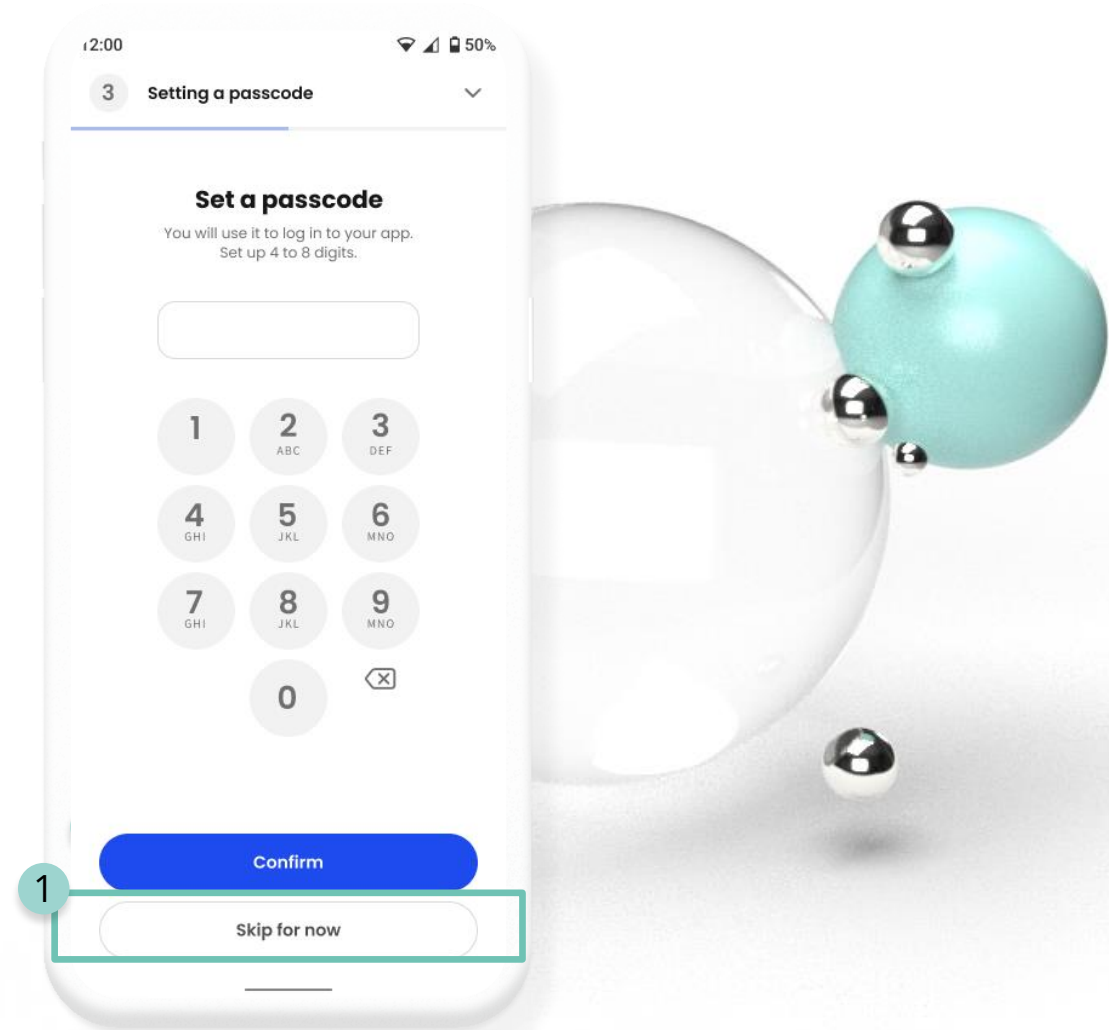 12:00 50%
3 Setting a passcode
Set a passcode
You will use it to log in to your app.
Set up 4 to 8 digits.
1 2 3
ABC DEF
4 5 6
GHI JKL MNO
7 8 9
GHI JKL MNO
0
Confirm
1
Skip for now